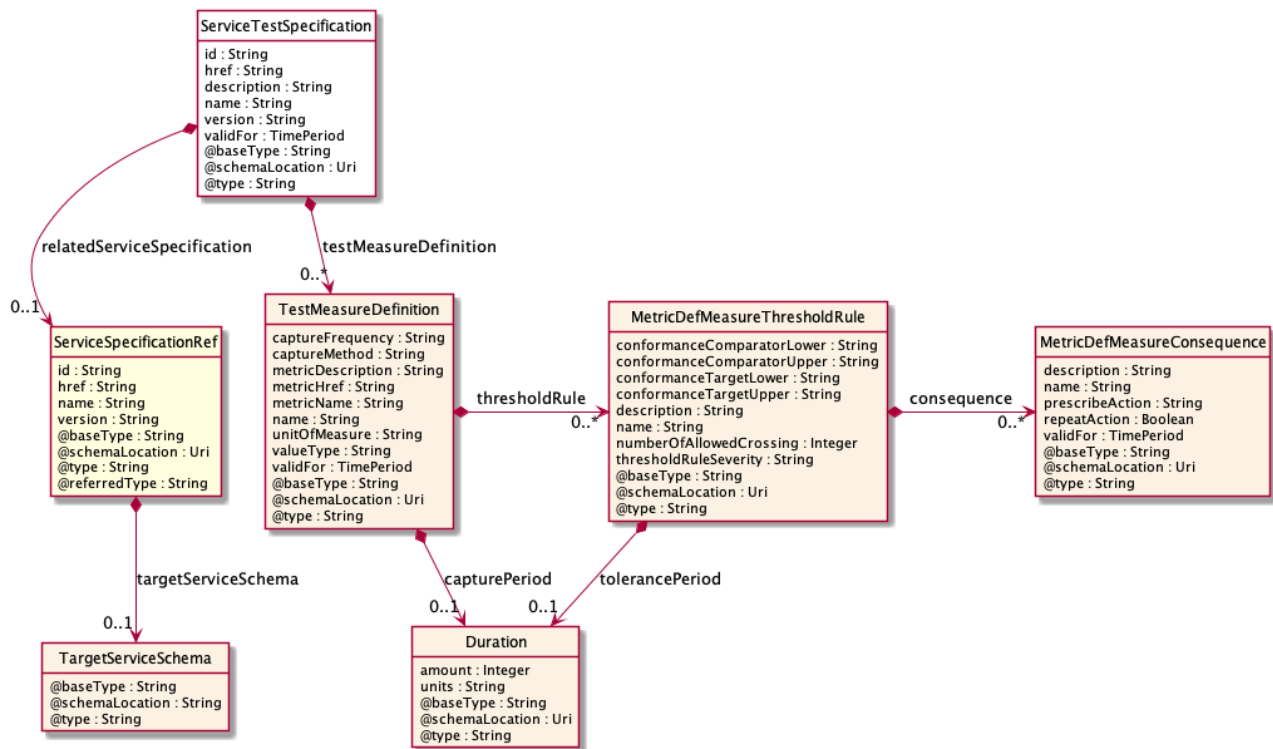 ServiceTestSpecification
id : String
href : String
description : String
name : String
version : String
validFor : TimePeriod
@baseType : String
@schemaLocation : Uri
@type : String
relatedServiceSpecification
0..1
testMeasureDefinition
0..*
ServiceSpecificationRef
id : String
href : String
name : String
version : String
@baseType : String
@schemaLocation : Uri
@type : String
@referredType : String
TestMeasureDefinition
captureFrequency : String
captureMethod : String
metricDescription : String
metricHref : String
metricName : String
name : String
unitOfMeasure : String
valueType : String
validFor : TimePeriod
@baseType : String
@schemaLocation : Uri
@type : String
thresholdRule
0..*
MetricDefMeasureThresholdRule
conformanceComparatorLower : String
conformanceComparatorUpper : String
conformanceTargetLower : String
conformanceTargetUpper : String
description : String
name : String
numberOfAllowedCrossing : Integer
thresholdRuleSeverity : String
@baseType : String
@schemaLocation : Uri
@type : String
consequence
0..*
MetricDefMeasureConsequence
description : String
name : String
prescribeAction : String
repeatAction : Boolean
validFor : TimePeriod
@baseType : String
@schemaLocation : Uri
@type : String
targetServiceSchema
0..1
capturePeriod
0..1
tolerancePeriod
0..1
TargetServiceSchema
@baseType : String
@schemaLocation : String
@type : String
Duration
amount : Integer
units : String
@baseType : String
@schemaLocation : Uri
@type : String